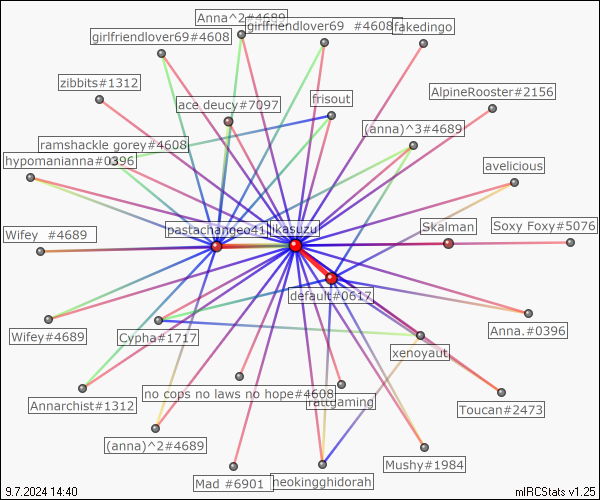 Anna^2#4689
girlfriendlover69 #4608
fakedingo
girlfriendlover69#4608
zibbits#1312
AlpineRooster#2156
ace deucy#7097
frisout
(anna)^3#4689
ramshackle gorey#4608
hypomanianna#0396
avelicious
Wifey #4689
pastachangeo41
likasuzu
Skalman
Soxy Foxy#5076
default#0617
Wifey#4689
Cypha#1717
Anna.#0396
xenoyaut
no cops no laws no hope#4608
rattgaming
Annarchist#1312
Toucan#2473
(anna)^2#4689
Mushy#1984
Mad #6901
neokingghidorah
9.7.2024 14:40
mIRCStats v1.25